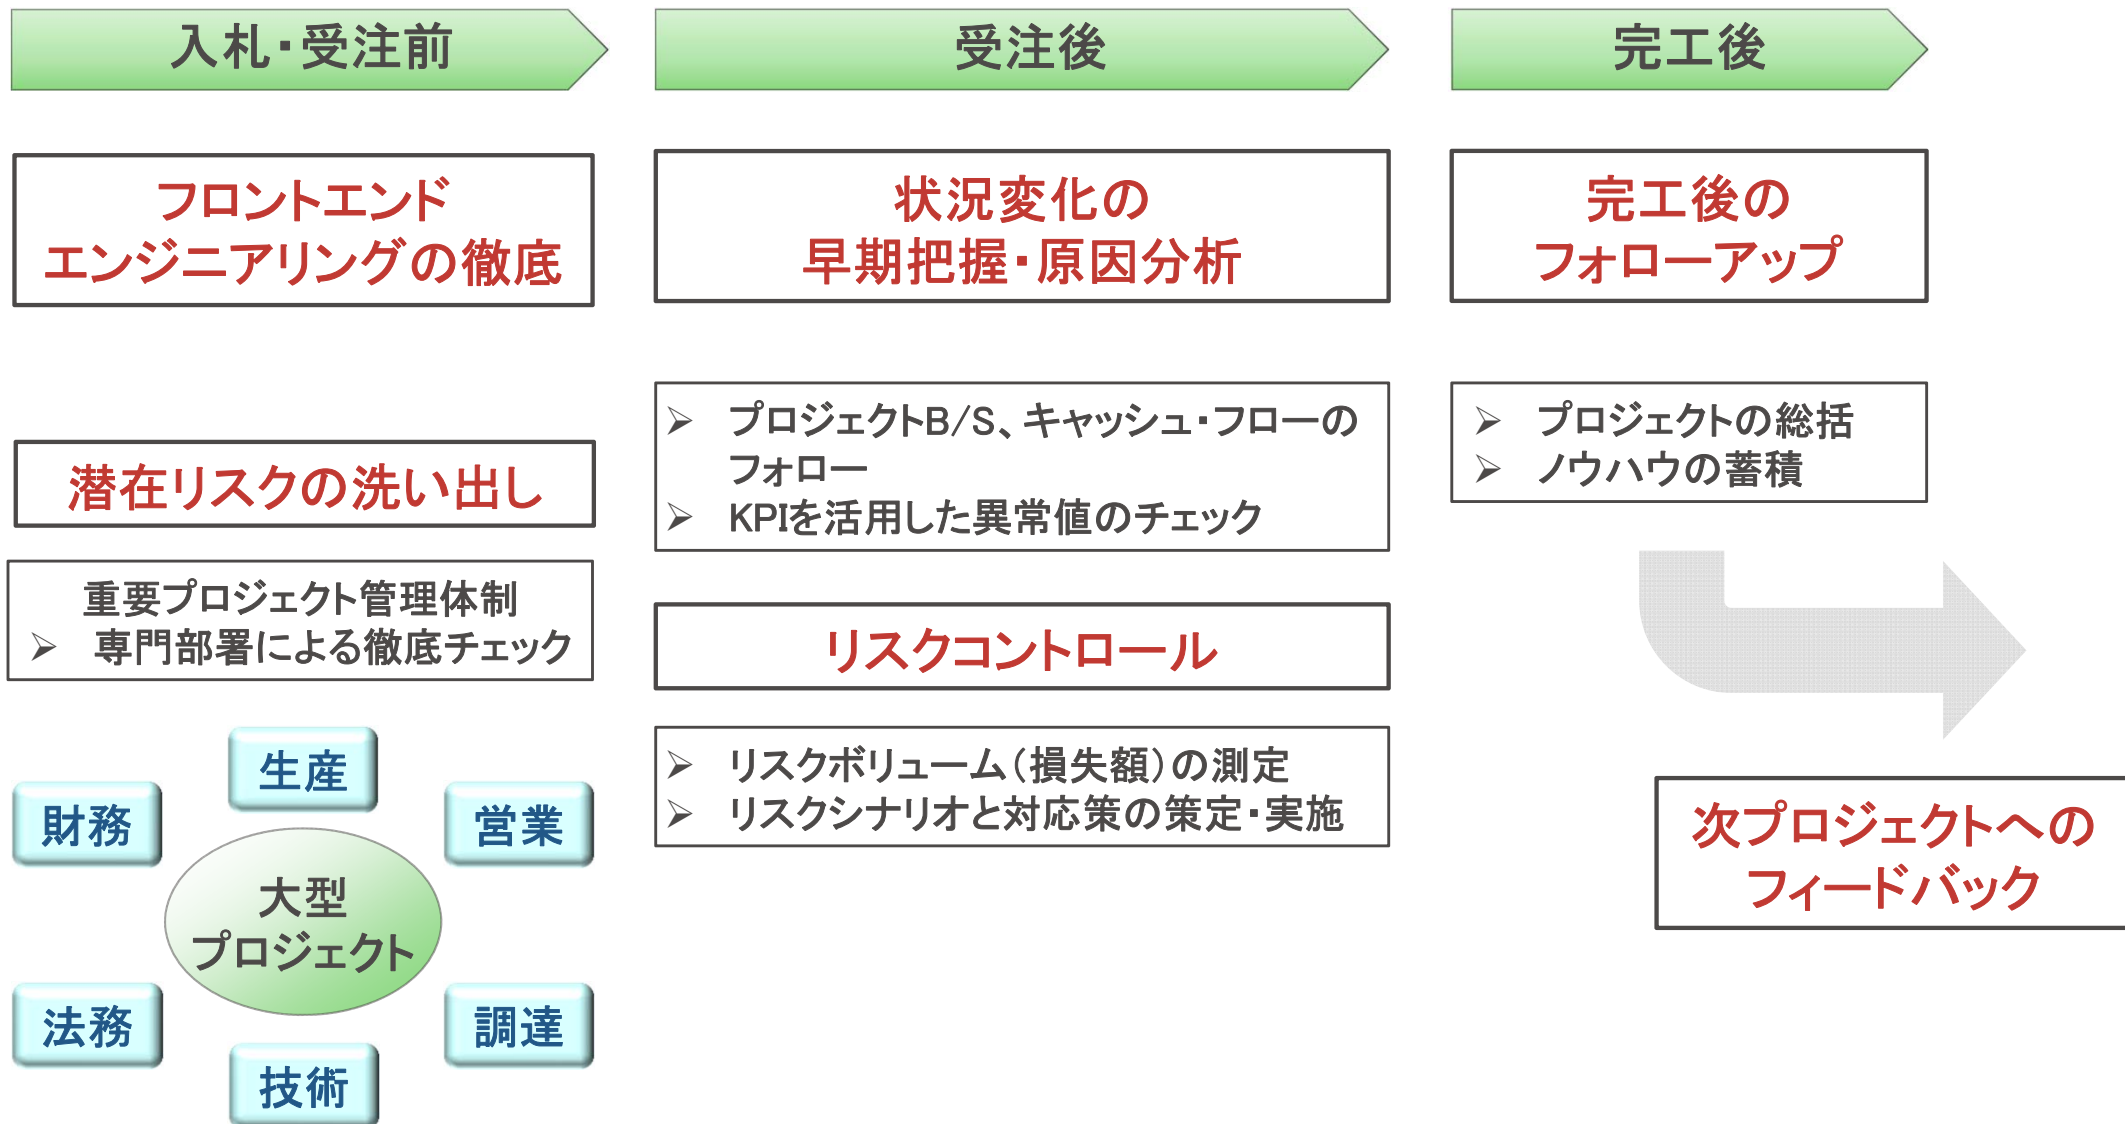 入札・受注前
受注後
完工後
フロントエンド
エンジニアリングの徹底
潜在リスクの洗い出し
重要プロジェクト管理体制
➢ 専門部署による徹底チェック
生産
財務
営業
大型
プロジェクト
法務
調達
技術
状況変化の
早期把握・原因分析
➢ プロジェクトB/S、キャッシュ・フローの
フォロー
➢ KPIを活用した異常値のチェック
リスクコントロール
➢ リスクボリューム（損失額）の測定
➢ リスクシナリオと対応策の策定・実施
完工後の
フォローアップ
➢ プロジェクトの総括
➢ ノウハウの蓄積
次プロジェクトへの
フィードバック